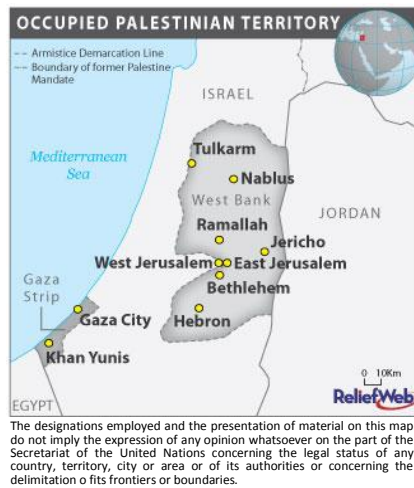 OCCUPIED PALESTINIAN TERRITORY
--- Armistice Demarcation Line
--- Boundary of former Palestine
Mandate
ISRAEL
Mediterranean
Sea
Tulkarm
Nablus
West Bank
JORDAN
Ramallah
Jericho
West Jerusalem
East Jerusalem
Bethlehem
Gaza
Strip
Gaza City
Hebron
Khan Yunis
0 10Km
ReliefWeb
EGYPT
The designations employed and the presentation of material on this map
do not imply the expression of any opinion whatsoever on the part of the
Secretariat of the United Nations concerning the legal status of any
country, territory, city or area or of its authorities or concerning the
delimitation o fits frontiers or boundaries.